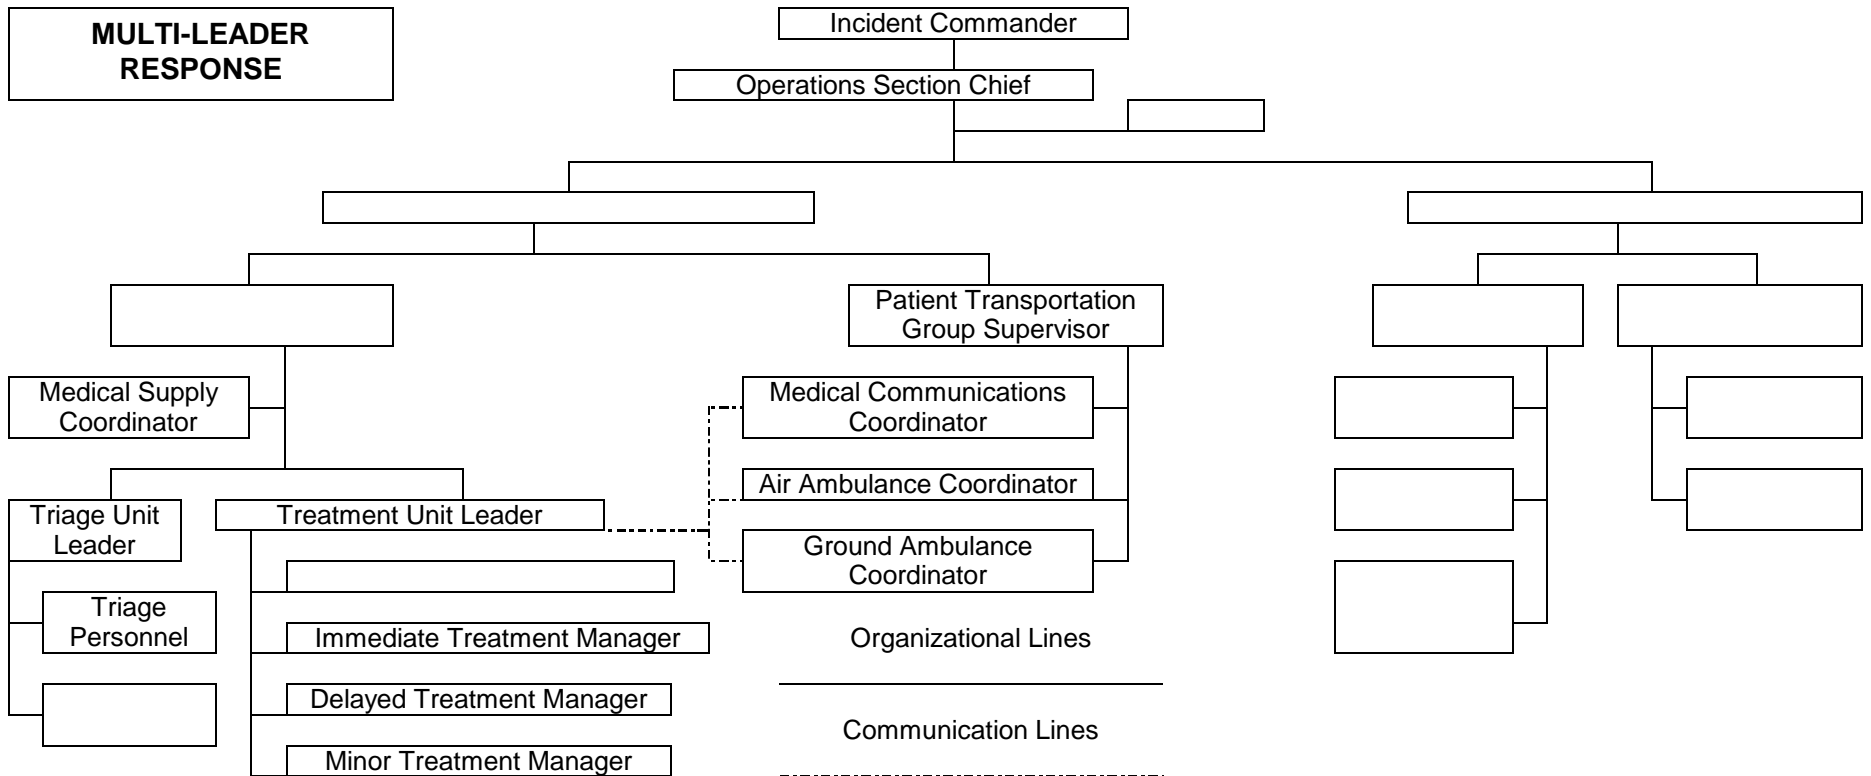 MULTI-LEADER
RESPONSE
Incident Commander
Operations Section Chief
Patient Transportation
Group Supervisor
Medical Supply
Coordinator
Medical Communications
Coordinator
Air Ambulance Coordinator
Triage Unit
Leader
Treatment Unit Leader
Ground Ambulance
Coordinator
Triage
Personnel
Immediate Treatment Manager
Organizational Lines
Delayed Treatment Manager
Communication Lines
Minor Treatment Manager